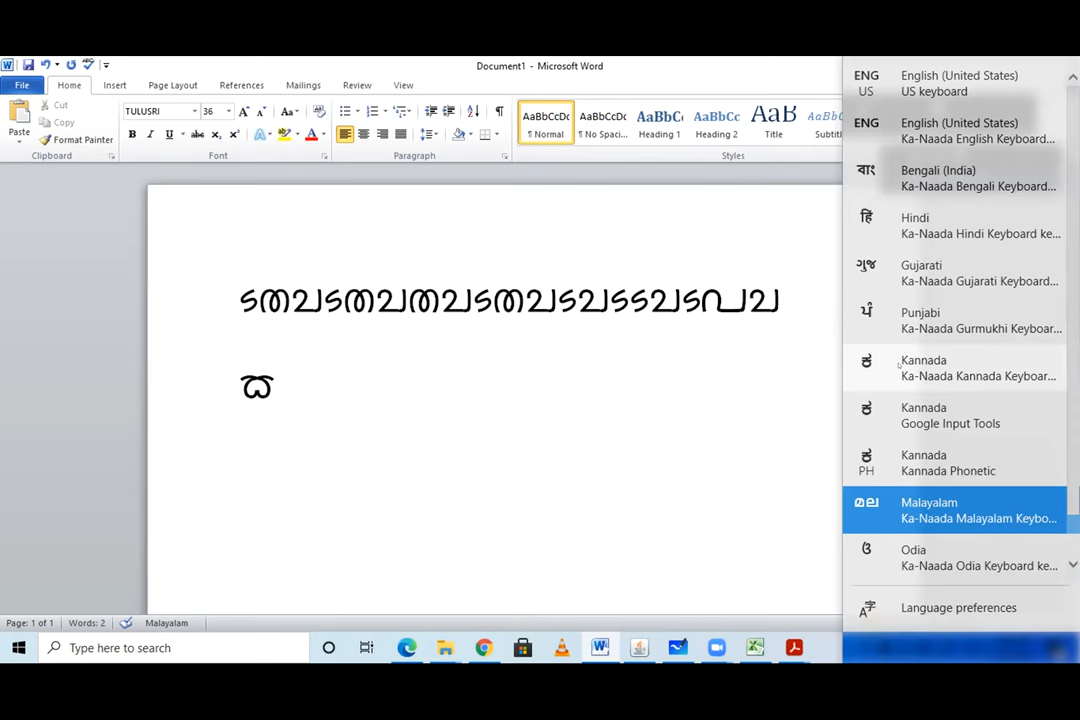 Document1 - Microsoft Word
File Home Insert Page Layout References Mailings Review View
Cut
Copy
Format Painter
Paste
Clipboard
TULUSRI 36
Font
Paragraph
AaBbCcDc AaBbCcDc AaBbC AaBbCc AaB AaBbCc
¶ Normal ¶ No Spaci... Heading 1 Heading 2 Title Subtit
Styles
ടതചടതചതചടതചടചടടചടപച
ద
ENG English (United States)
US US keyboard
ENG English (United States)
Ka-Naada English Keyboard...
বাং Bengali (India)
Ka-Naada Bengali Keyboard...
हिं Hindi
Ka-Naada Hindi Keyboard ke...
ગુજ Gujarati
Ka-Naada Gujarati Keyboard...
ਪੰ Punjabi
Ka-Naada Gurmukhi Keyboar...
ಕ Kannada
Ka-Naada Kannada Keyboar...
ಕ Kannada
Google Input Tools
ಕ Kannada
PH Kannada Phonetic
മല Malayalam
Ka-Naada Malayalam Keybo...
ଓ Odia
Ka-Naada Odia Keyboard ke...
Language preferences
Page: 1 of 1 Words: 2 Malayalam
Type here to search